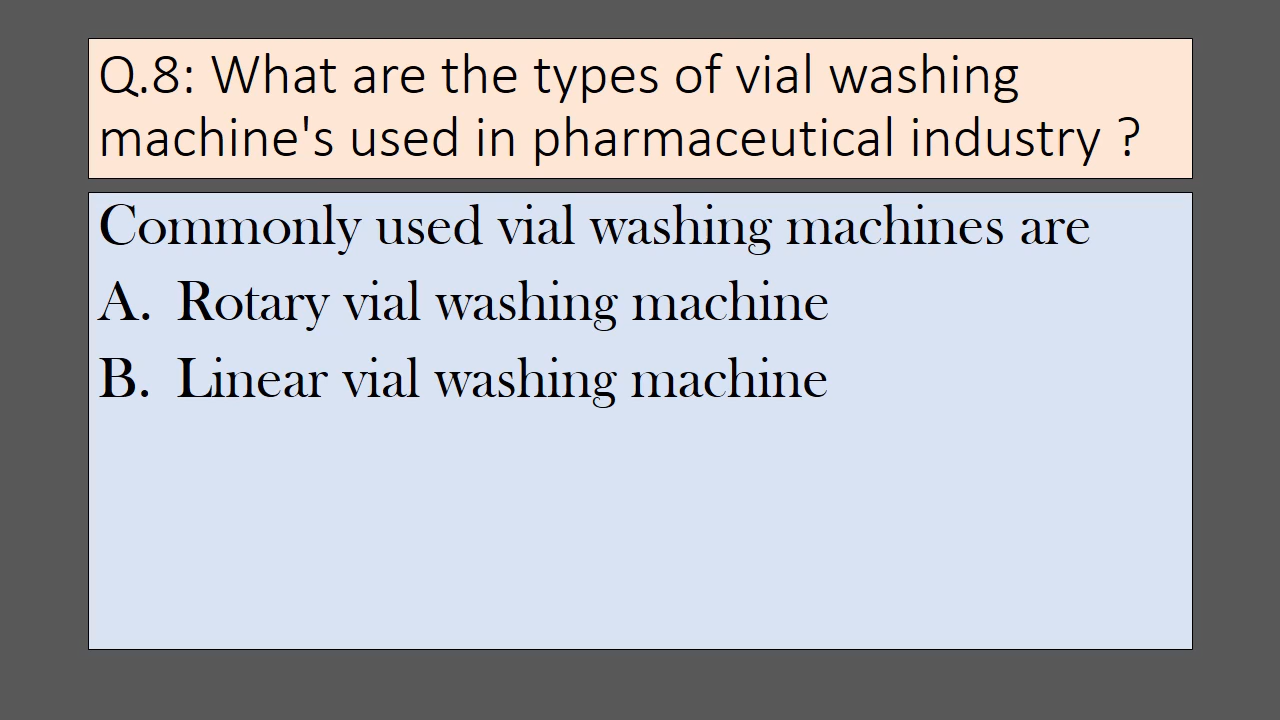 Q.8: What are the types of vial washing
machine's used in pharmaceutical industry ?
Commonly used vial washing machines are
A. Rotary vial washing machine
B. Linear vial washing machine